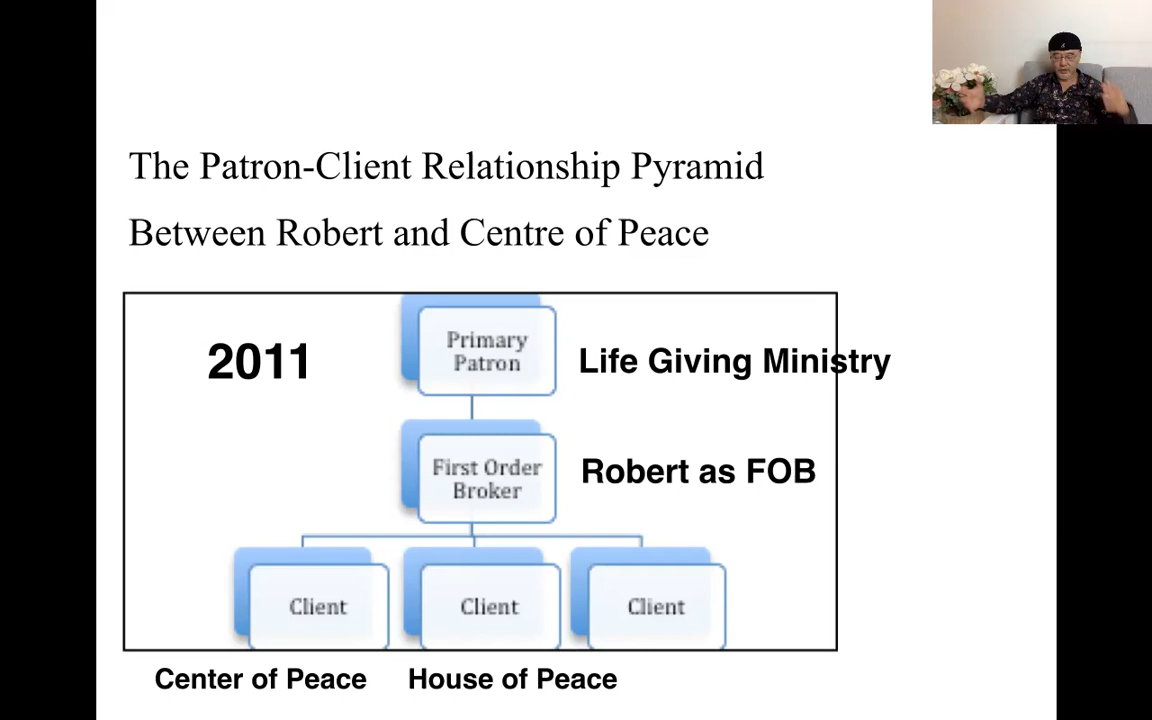 The Patron-Client Relationship Pyramid
Between Robert and Centre of Peace
2011
Primary
Patron
Life Giving Ministry
First Order
Broker
Robert as FOB
Client
Client
Client
Center of Peace
House of Peace